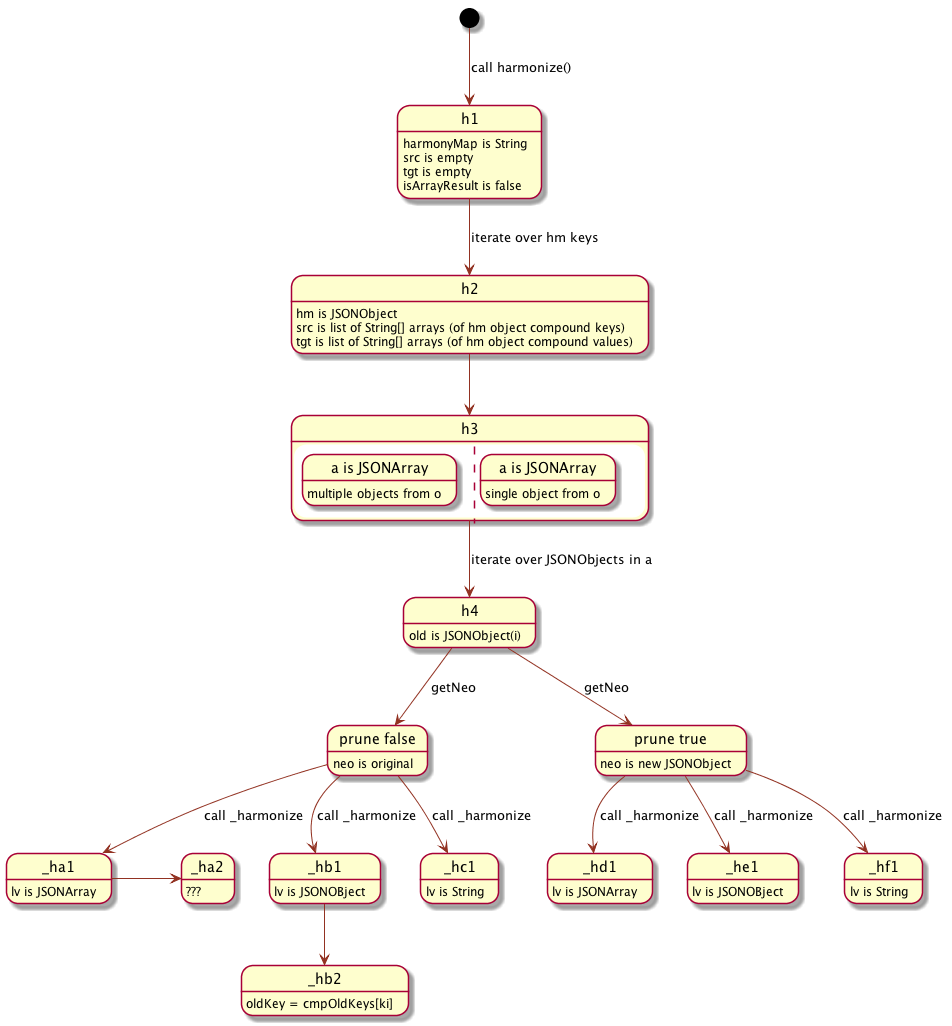 call harmonize()
h1
harmonyMap is String
src is empty
tgt is empty
isArrayResult is false
iterate over hm keys
h2
hm is JSONObject
src is list of String[] arrays (of hm object compound keys)
tgt is list of String[] arrays (of hm object compound values)
h3
a is JSONArray
multiple objects from o
a is JSONArray
single object from o
iterate over JSONObjects in a
h4
old is JSONObject(i)
getNeo
getNeo
prune false
neo is original
prune true
neo is new JSONObject
call _harmonize
call _harmonize
call _harmonize
call _harmonize
call _harmonize
call _harmonize
_ha1
lv is JSONArray
_ha2
???
_hb1
lv is JSONOBject
_hc1
lv is String
_hd1
lv is JSONArray
_he1
lv is JSONOBject
_hf1
lv is String
_hb2
oldKey = cmpOldKeys[ki]